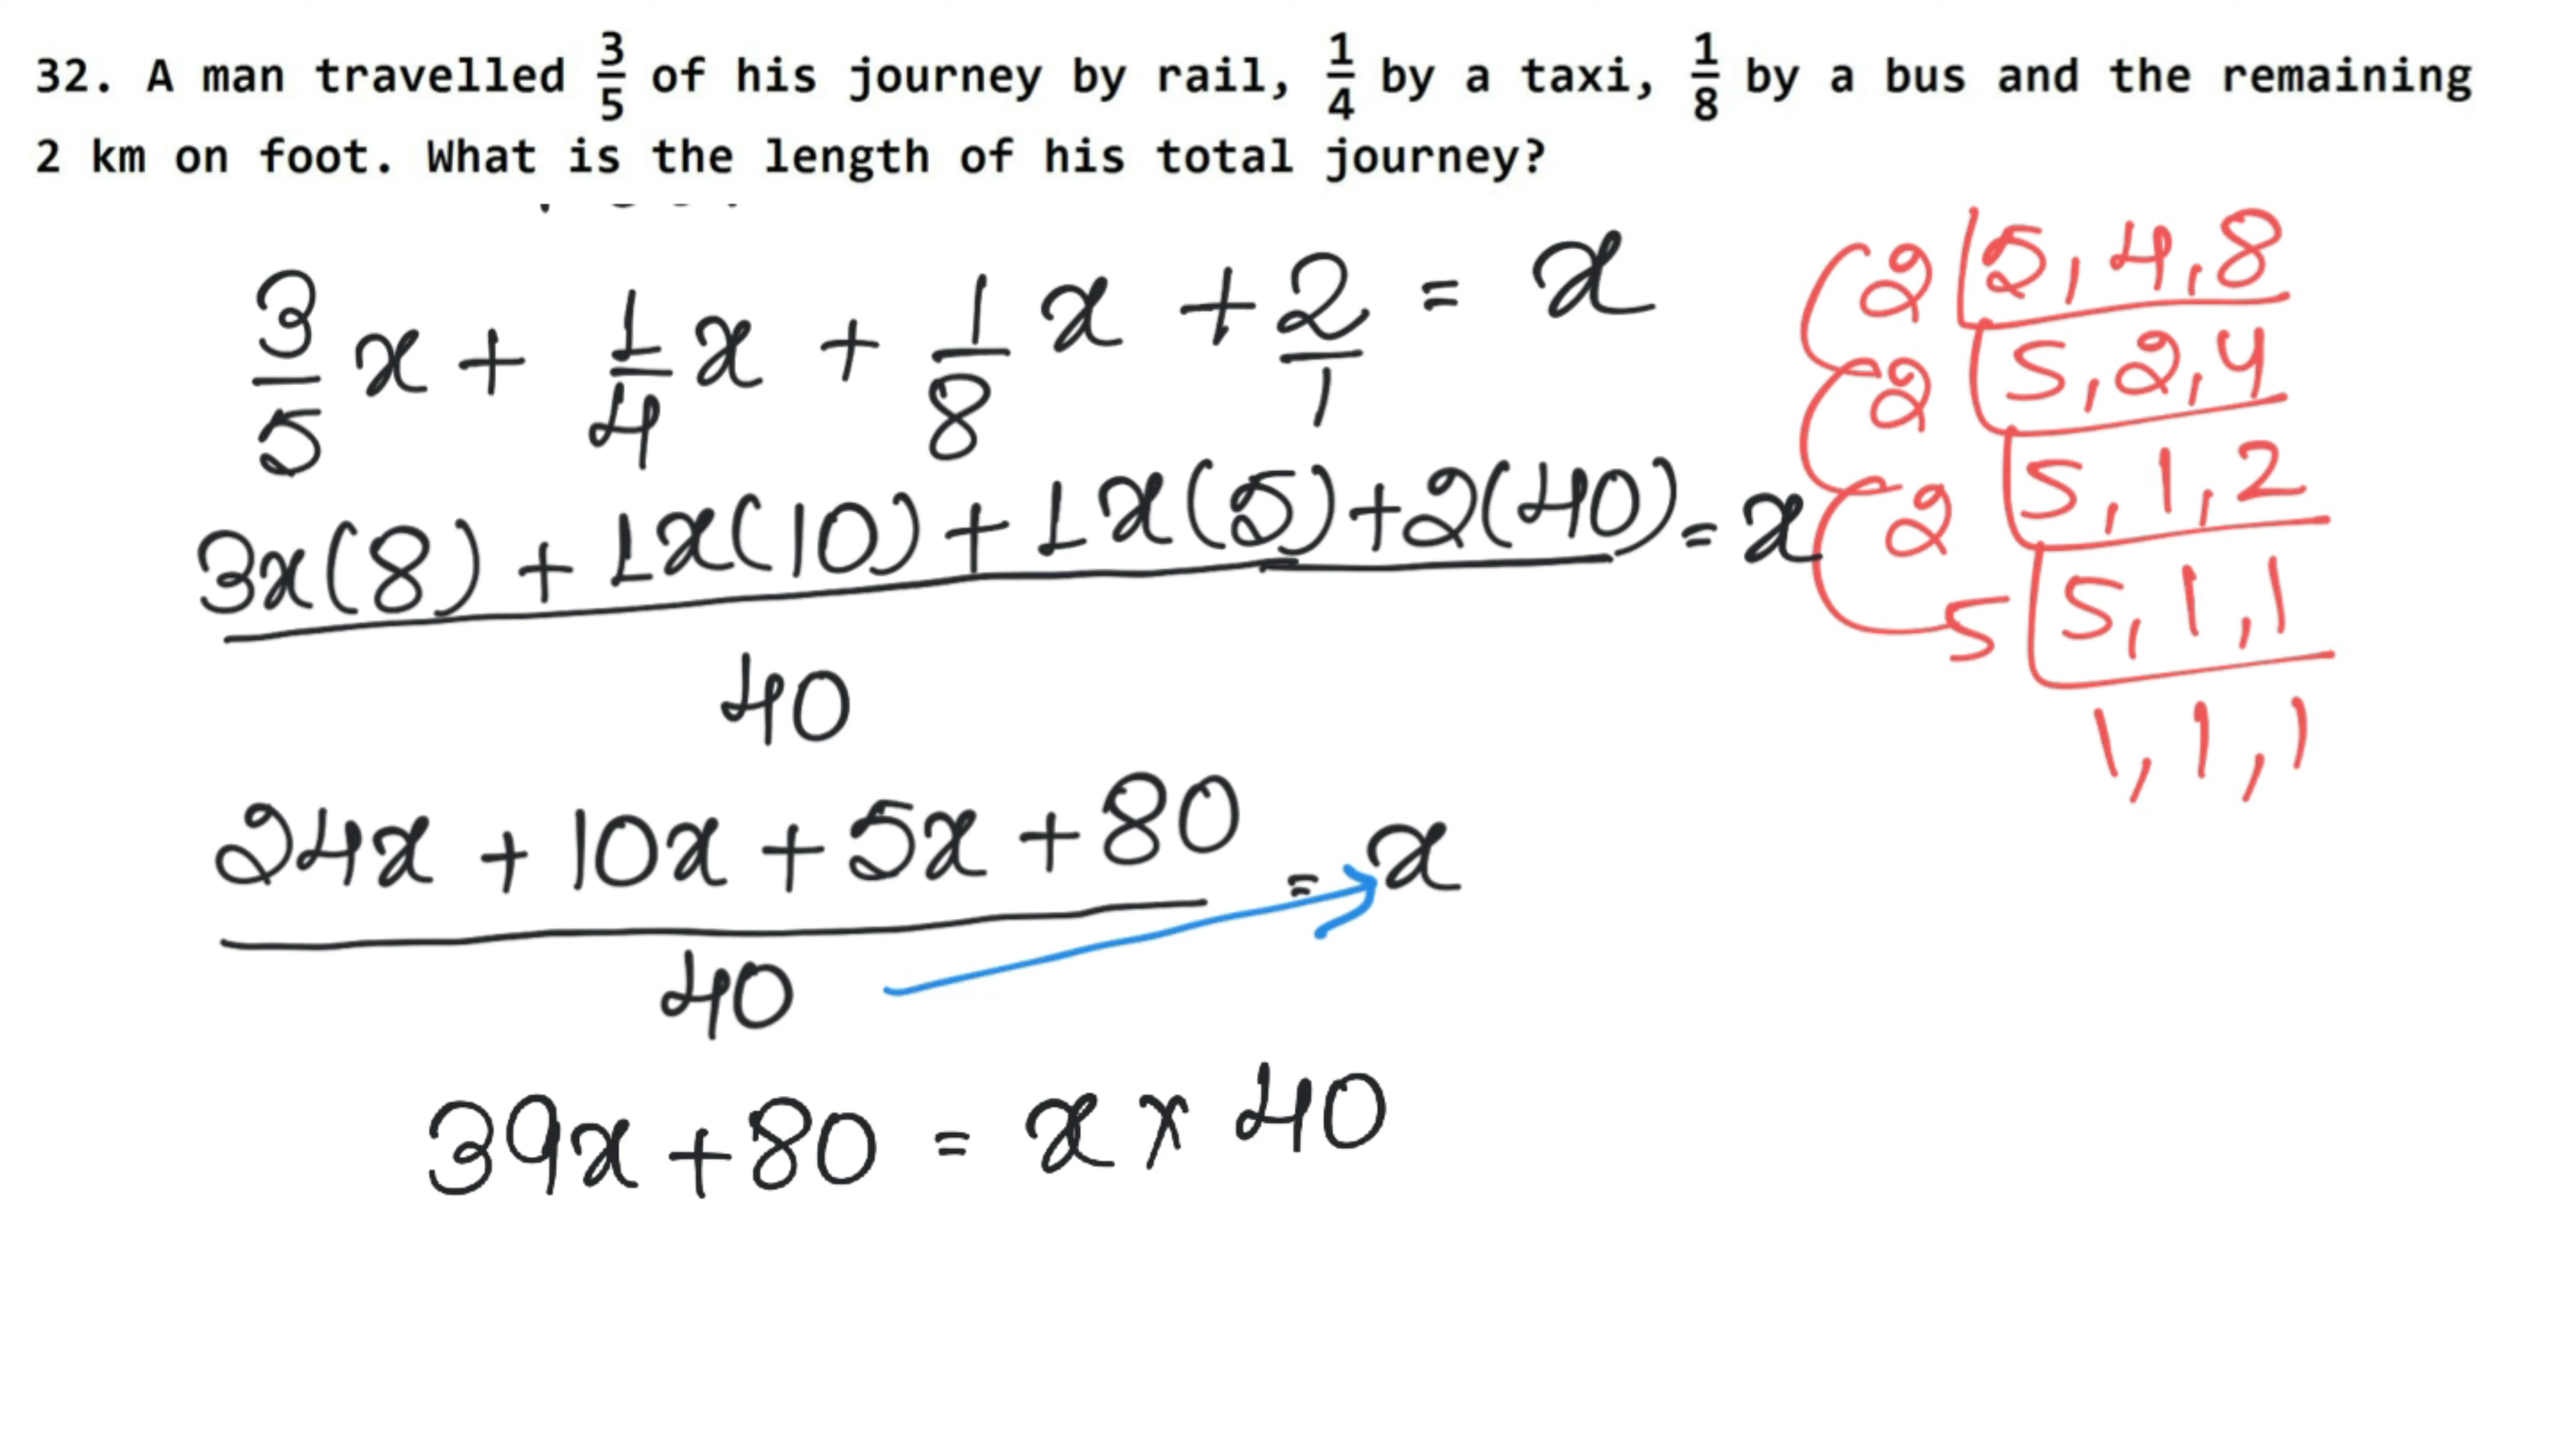 32. A man travelled 3/5 of his journey by rail, 1/4 by a taxi, 1/8 by a bus and the remaining
2 km on foot. What is the length of his total journey?
3/5 x + 1/4 x + 1/8 x + 2/1 = x
3x(8) + 1x(10) + 1x(5) + 2(40) = x
40
24x + 10x + 5x + 80 = x
40
39x + 80 = x × 40
2 | 5, 4, 8
2 | 5, 2, 4
2 | 5, 1, 2
5 | 5, 1, 1
1, 1, 1